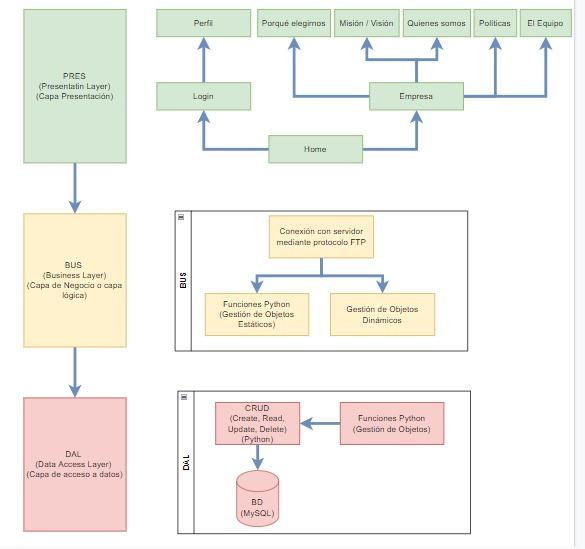 PRES
(Presentatin Layer)
(Capa Presentación)
Perfil
Porqué elegirnos
Misión / Visión
Quienes somos
Políticas
El Equipo
Login
Empresa
Home
BUS
(Business Layer)
(Capa de Negocio o capa
lógica)
BUS
Conexión con servidor
mediante protocolo FTP
Funciones Python
(Gestión de Objetos
Estáticos)
Gestión de Objetos
Dinámicos
DAL
(Data Access Layer)
(Capa de acceso a datos)
DAL
CRUD
(Create, Read,
Update, Delete)
(Python)
Funciones Python
(Gestión de Objetos)
BD
(MySQL)